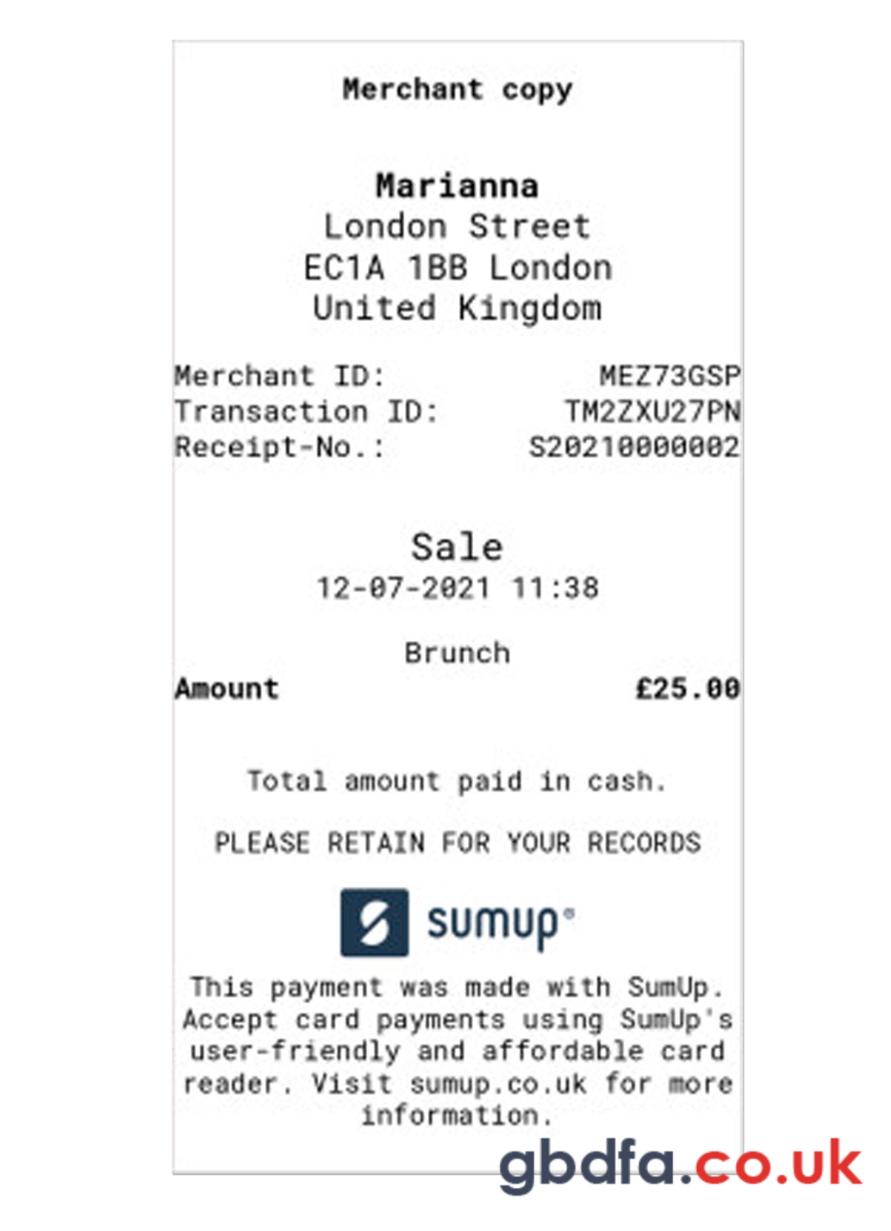 Merchant copy
Marianna
London Street
EC1A 1BB London
United Kingdom
Merchant ID: MEZ73GSP
Transaction ID: TM2ZXU27PN
Receipt-No.: S20210000002
Sale
12-07-2021 11:38
Brunch
Amount £25.00
Total amount paid in cash.
PLEASE RETAIN FOR YOUR RECORDS
sumup®
This payment was made with SumUp.
Accept card payments using SumUp's
user-friendly and affordable card
reader. Visit sumup.co.uk for more
information.
gbdfa.co.uk